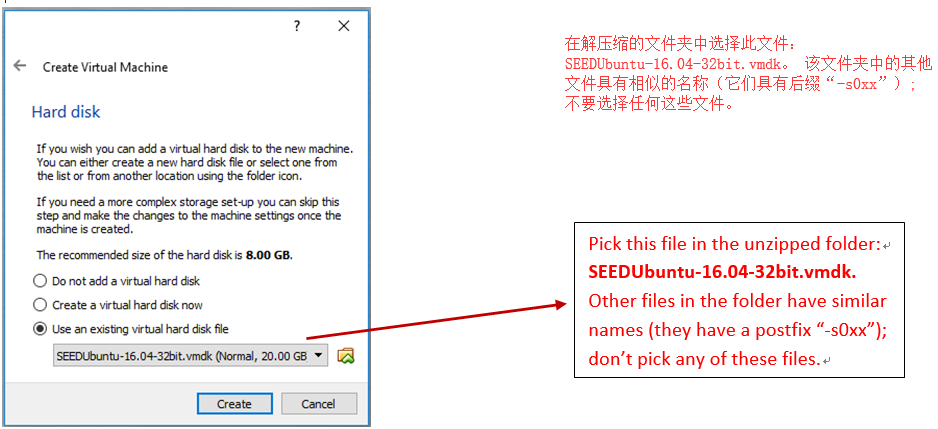 ?
Create Virtual Machine
Hard disk
If you wish you can add a virtual hard disk to the new machine.
You can either create a new hard disk file or select one from
the list or from another location using the folder icon.
If you need a more complex storage set-up you can skip this
step and make the changes to the machine settings once the
machine is created.
The recommended size of the hard disk is 8.00 GB.
Do not add a virtual hard disk
Create a virtual hard disk now
Use an existing virtual hard disk file
SEEDUbuntu-16.04-32bit.vmdk (Normal, 20.00 GB
Create
Cancel
在解压缩的文件夹中选择此文件：
SEEDUbuntu-16.04-32bit.vmdk。 该文件夹中的其他
文件具有相似的名称（它们具有后缀“-s0xx”）;
不要选择任何这些文件。
Pick this file in the unzipped folder:
SEEDUbuntu-16.04-32bit.vmdk.
Other files in the folder have similar
names (they have a postfix “-s0xx”);
don’t pick any of these files.